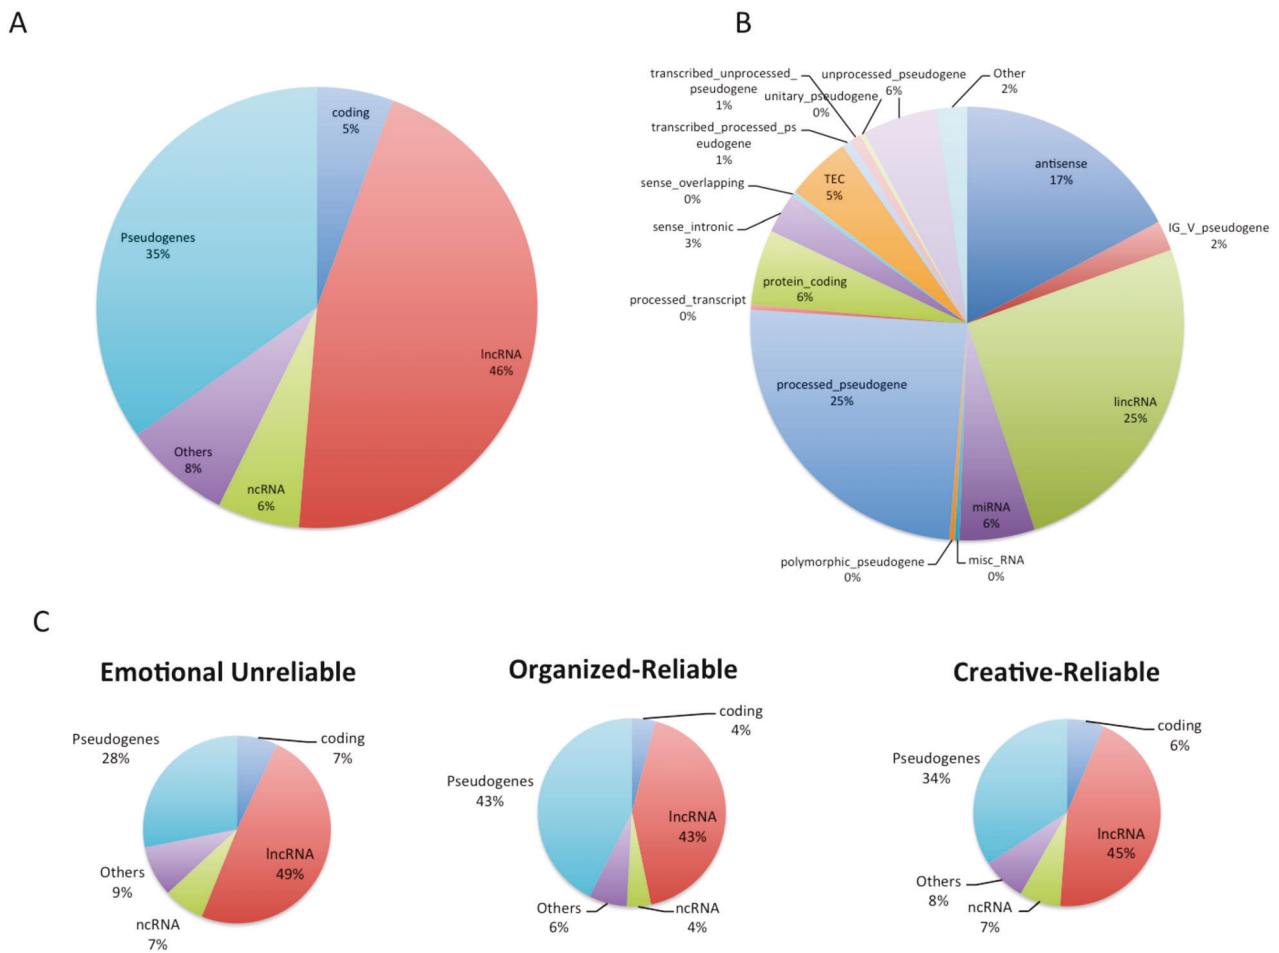 A
coding
5%
lncRNA
46%
ncRNA
6%
Others
8%
Pseudogenes
35%
B
antisense
17%
IG_V_pseudogene
2%
lincRNA
25%
miRNA
6%
misc_RNA
0%
polymorphic_pseudogene
0%
processed_pseudogene
25%
processed_transcript
0%
protein_coding
6%
sense_intronic
3%
sense_overlapping
0%
TEC
5%
transcribed_processed_ps
eudogene
1%
transcribed_unprocessed_
pseudogene
1%
unitary_pseudogene
0%
unprocessed_pseudogene
6%
Other
2%
C
Emotional Unreliable
coding
7%
lncRNA
49%
ncRNA
7%
Others
9%
Pseudogenes
28%
Organized-Reliable
coding
4%
lncRNA
43%
ncRNA
4%
Others
6%
Pseudogenes
43%
Creative-Reliable
coding
6%
lncRNA
45%
ncRNA
7%
Others
8%
Pseudogenes
34%